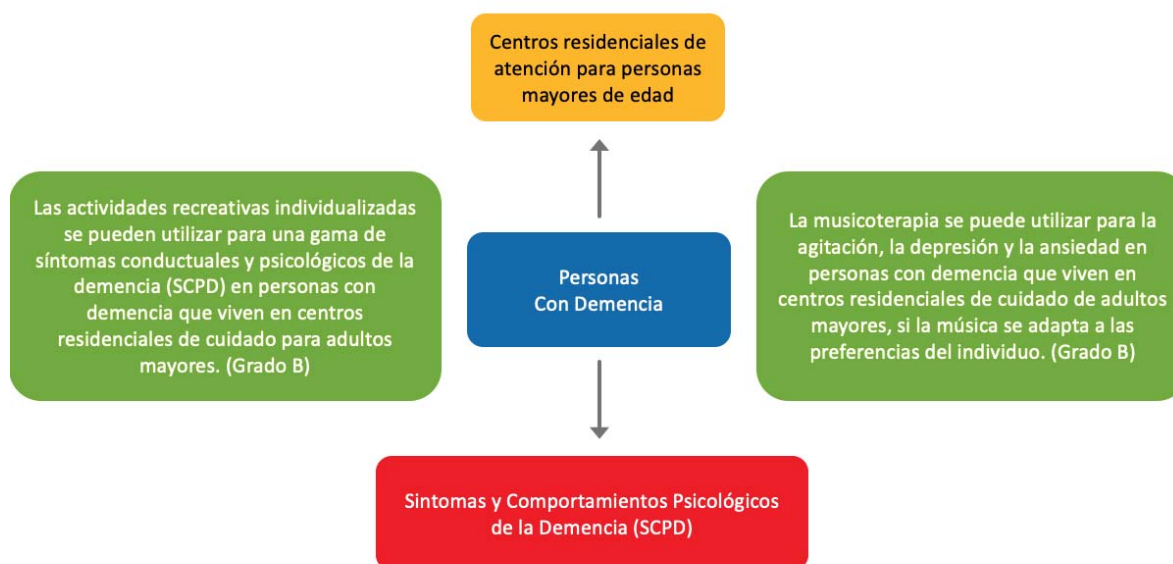 Centros residenciales de
atención para personas
mayores de edad
Las actividades recreativas individualizadas
se pueden utilizar para una gama de
síntomas conductuales y psicológicos de la
demencia (SCPD) en personas con
demencia que viven en centros
residenciales de cuidado para adultos
mayores. (Grado B)
Personas
Con Demencia
La musicoterapia se puede utilizar para la
agitación, la depresión y la ansiedad en
personas con demencia que viven en
centros residenciales de cuidado de adultos
mayores, si la música se adapta a las
preferencias del individuo. (Grado B)
Sintomas y Comportamientos Psicológicos
de la Demencia (SCPD)